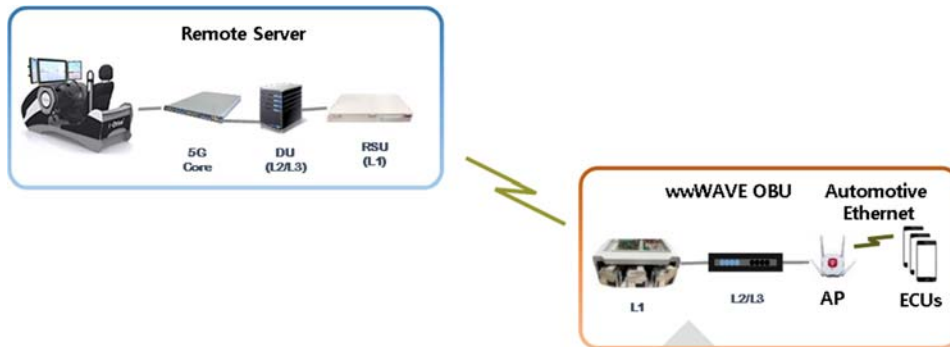 Remote Server
5G
Core
DU
(L2/L3)
RSU
(L1)
wwWAVE OBU
Automotive
Ethernet
L1
L2/L3
AP
ECUs